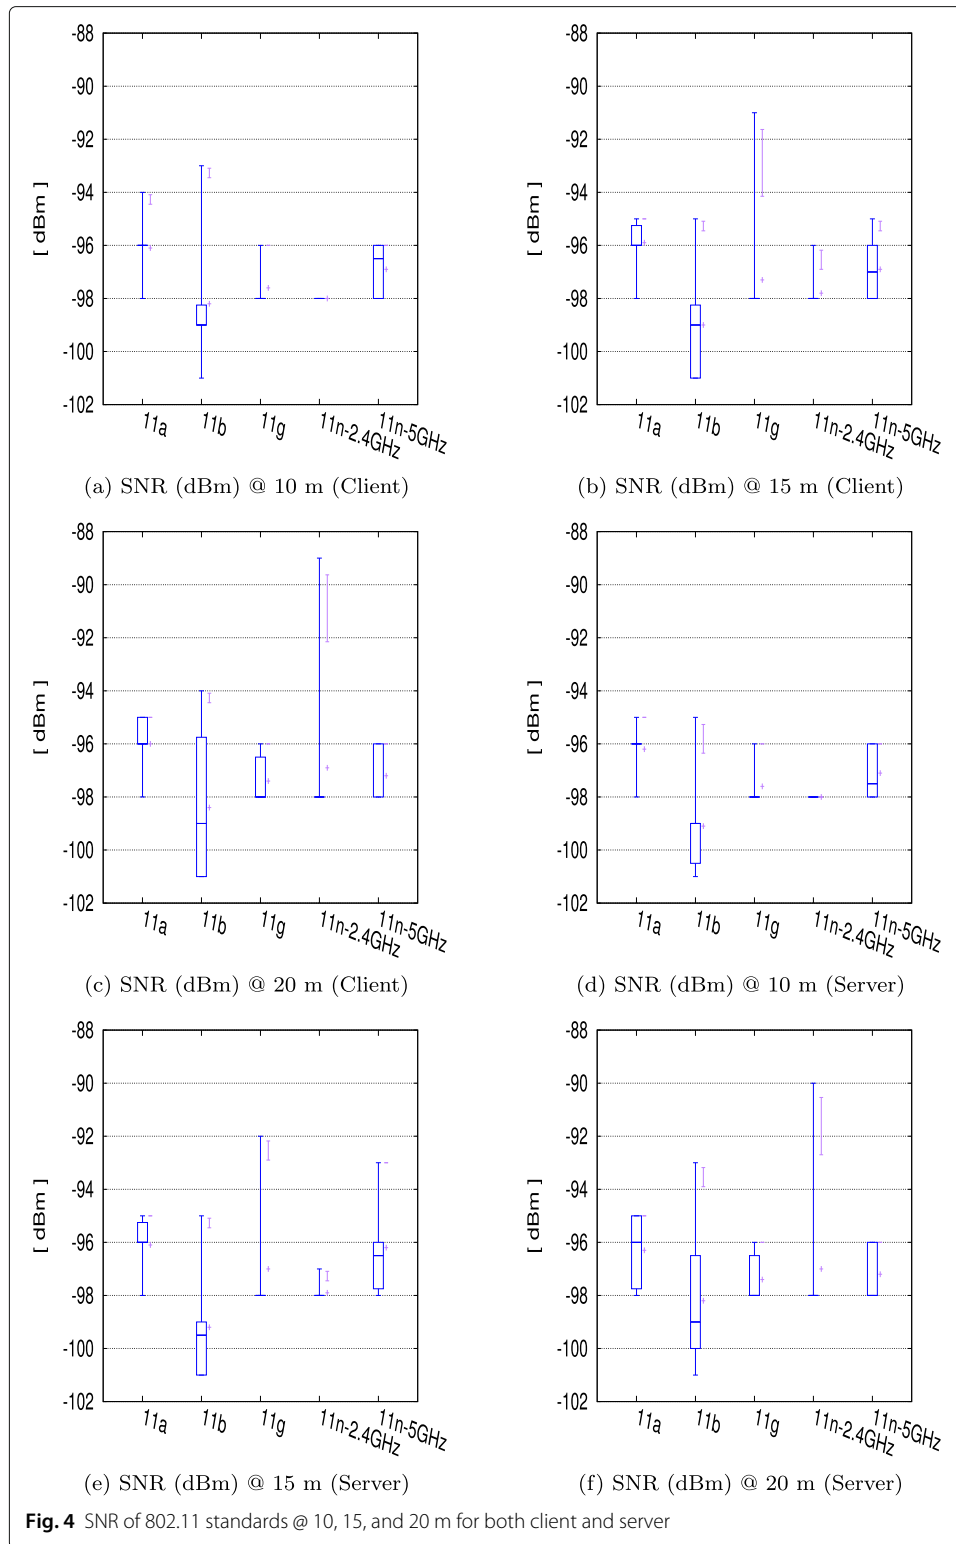 -88
-90
-92
-94
-96
-98
-100
-102
[ dBm ]
11a
11b
11g
11n-2.4GHz
11n-5GHz
(a) SNR (dBm) @ 10 m (Client)
-88
-90
-92
-94
-96
-98
-100
-102
[ dBm ]
11a
11b
11g
11n-2.4GHz
11n-5GHz
(b) SNR (dBm) @ 15 m (Client)
-88
-90
-92
-94
-96
-98
-100
-102
[ dBm ]
11a
11b
11g
11n-2.4GHz
11n-5GHz
(c) SNR (dBm) @ 20 m (Client)
-88
-90
-92
-94
-96
-98
-100
-102
[ dBm ]
11a
11b
11g
11n-2.4GHz
11n-5GHz
(d) SNR (dBm) @ 10 m (Server)
-88
-90
-92
-94
-96
-98
-100
-102
[ dBm ]
11a
11b
11g
11n-2.4GHz
11n-5GHz
(e) SNR (dBm) @ 15 m (Server)
-88
-90
-92
-94
-96
-98
-100
-102
[ dBm ]
11a
11b
11g
11n-2.4GHz
11n-5GHz
(f) SNR (dBm) @ 20 m (Server)
Fig. 4 SNR of 802.11 standards @ 10, 15, and 20 m for both client and server